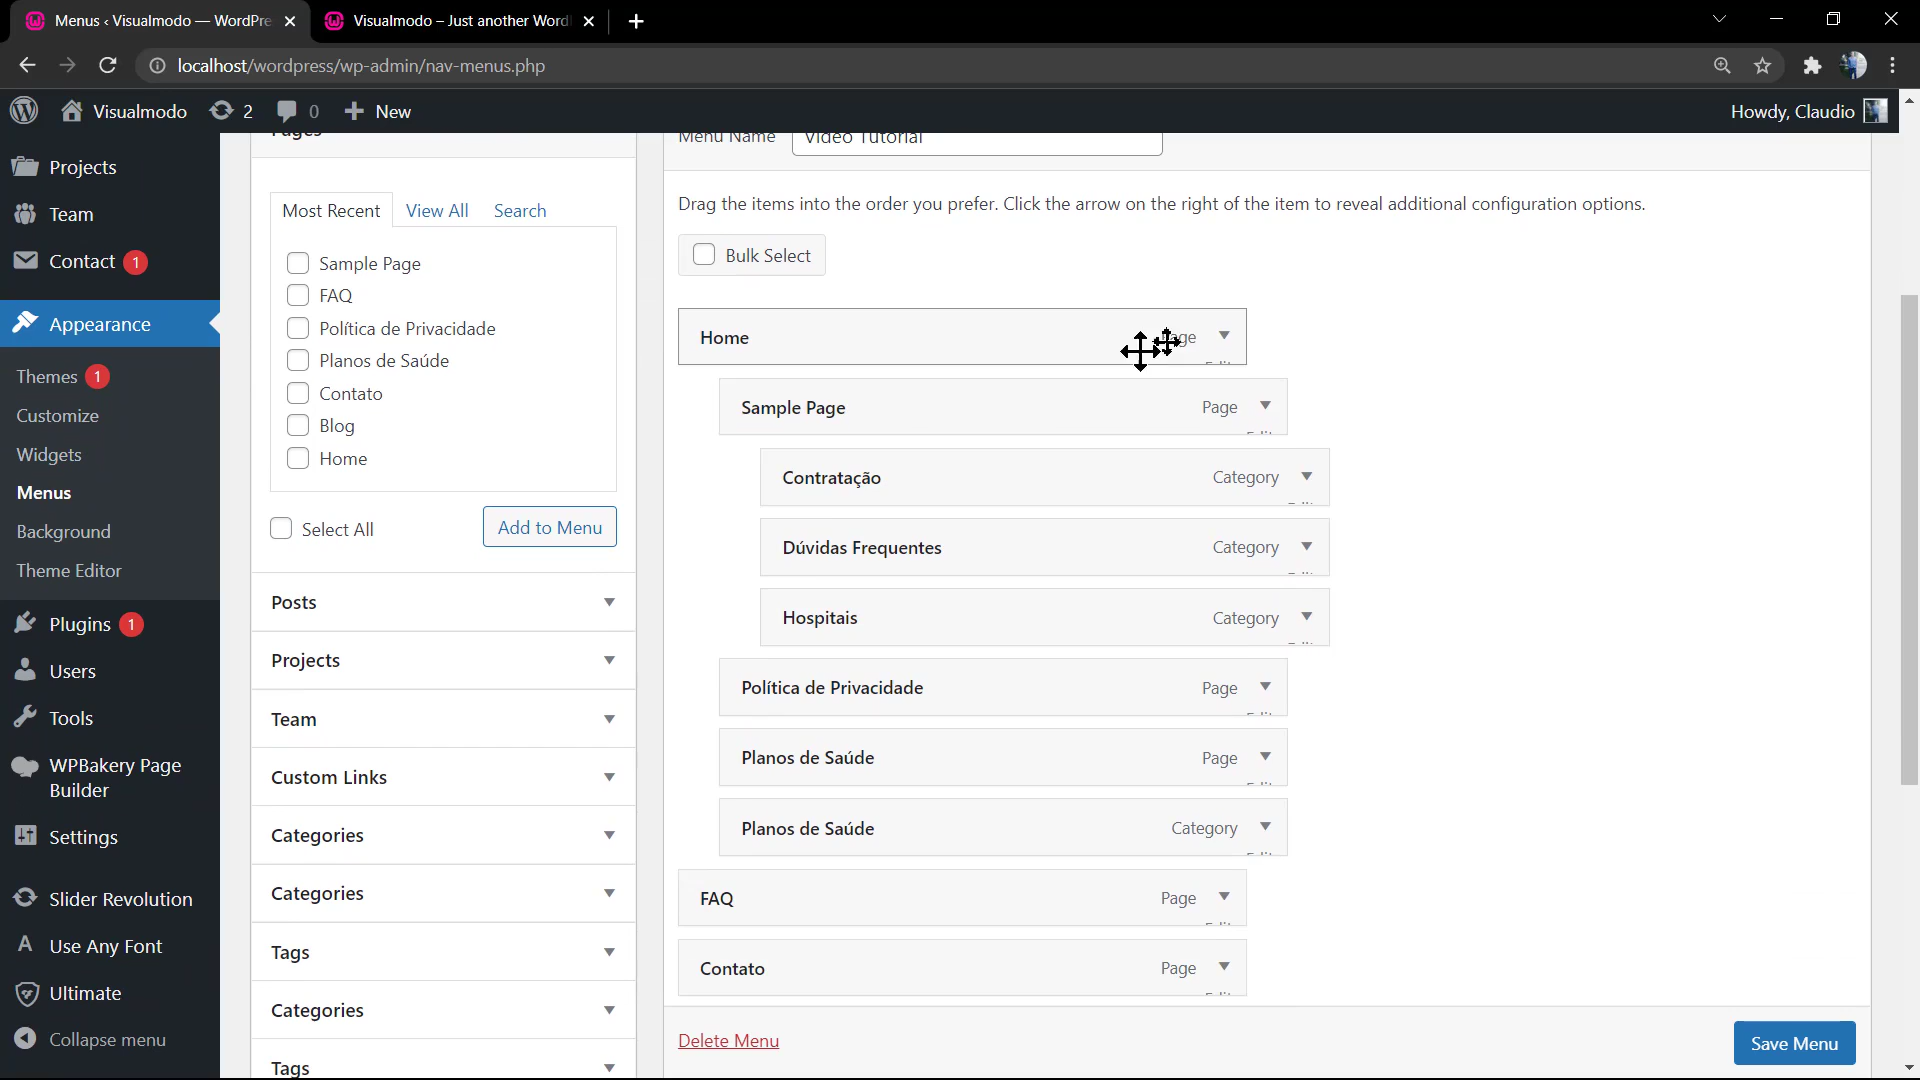 Menus ‹ Visualmodo — WordPre
Visualmodo – Just another Word
localhost/wordpress/wp-admin/nav-menus.php
Visualmodo
2
0
New
Howdy, Claudio
Projects
Team
Contact 1
Appearance
Themes 1
Customize
Widgets
Menus
Background
Theme Editor
Plugins 1
Users
Tools
WPBakery Page
Builder
Settings
Slider Revolution
Use Any Font
Ultimate
Collapse menu
Pages
Most Recent
View All
Search
Sample Page
FAQ
Política de Privacidade
Planos de Saúde
Contato
Blog
Home
Select All
Add to Menu
Posts
Projects
Team
Custom Links
Categories
Categories
Tags
Categories
Tags
Menu Name
Video Tutorial
Drag the items into the order you prefer. Click the arrow on the right of the item to reveal additional configuration options.
Bulk Select
Home Page
Sample Page Page
Contratação Category
Dúvidas Frequentes Category
Hospitais Category
Política de Privacidade Page
Planos de Saúde Page
Planos de Saúde Category
FAQ Page
Contato Page
Delete Menu
Save Menu